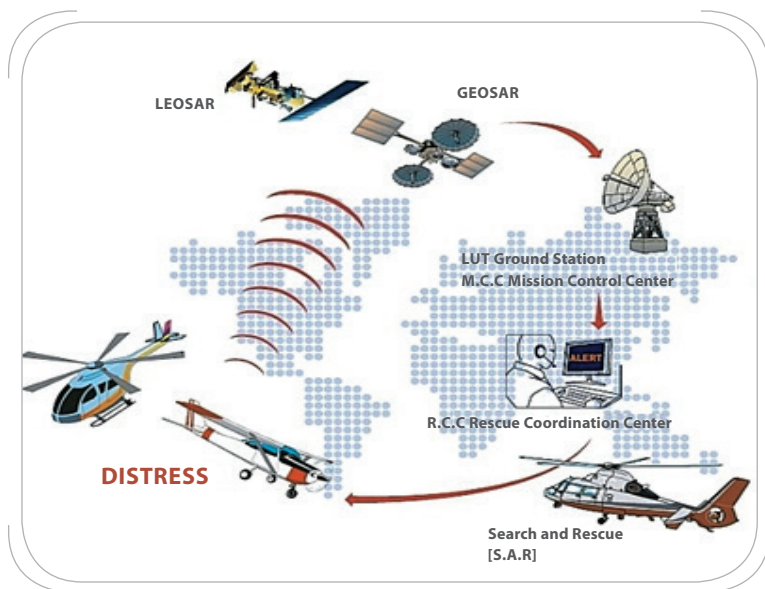 LEOSAR
GEOSAR
LUT Ground Station
M.C.C Mission Control Center
ALERT
R.C.C Rescue Coordination Center
DISTRESS
Search and Rescue
[S.A.R]